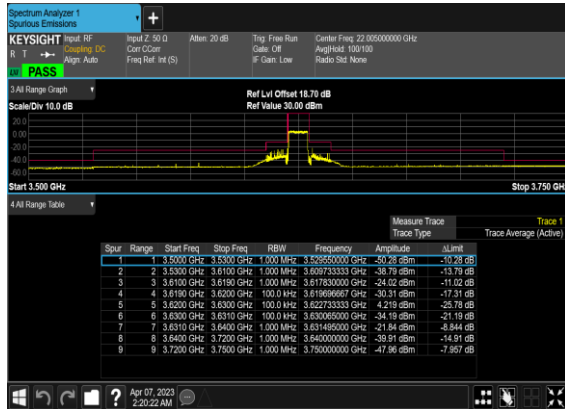 Spectrum Analyzer 1
Spurious Emissions
KEYSIGHT Input: RF Input Z: 50 Ω Atten: 20 dB Trig: Free Run Center Freq: 22.005000000 GHz
R T Coupling: DC Corr CCorr Gate: Off Avg|Hold: 100/100
Align: Auto Freq Ref: Int (S) IF Gain: Low Radio Std: None
PASS
3 All Range Graph
Ref Lvl Offset 18.70 dB
Scale/Div 10.0 dB Ref Value 30.00 dBm
20.0
0.00
-20.0
-40.0
-60.0
Start 3.500 GHz Stop 3.750 GH
4 All Range Table
Measure Trace Trace 1
Trace Type Trace Average (Active)
Spur Range Start Freq Stop Freq RBW Frequency Amplitude ΔLimit
1 1 3.5000 GHz 3.5300 GHz 1.000 MHz 3.529550000 GHz -50.28 dBm -10.28 dB
2 2 3.5300 GHz 3.6100 GHz 1.000 MHz 3.609733333 GHz -38.79 dBm -13.79 dB
3 3 3.6100 GHz 3.6190 GHz 1.000 MHz 3.617830000 GHz -24.02 dBm -11.02 dB
4 4 3.6190 GHz 3.6200 GHz 100.0 kHz 3.619696667 GHz -30.31 dBm -17.31 dB
5 5 3.6200 GHz 3.6300 GHz 100.0 kHz 3.622733333 GHz 4.219 dBm -25.78 dB
6 6 3.6300 GHz 3.6310 GHz 100.0 kHz 3.630065000 GHz -34.19 dBm -21.19 dB
7 7 3.6310 GHz 3.6400 GHz 1.000 MHz 3.631495000 GHz -21.84 dBm -8.844 dB
8 8 3.6400 GHz 3.7200 GHz 1.000 MHz 3.640000000 GHz -39.91 dBm -14.91 dB
9 9 3.7200 GHz 3.7500 GHz 1.000 MHz 3.750000000 GHz -47.96 dBm -7.957 dB
Apr 07, 2023
2:20:22 AM